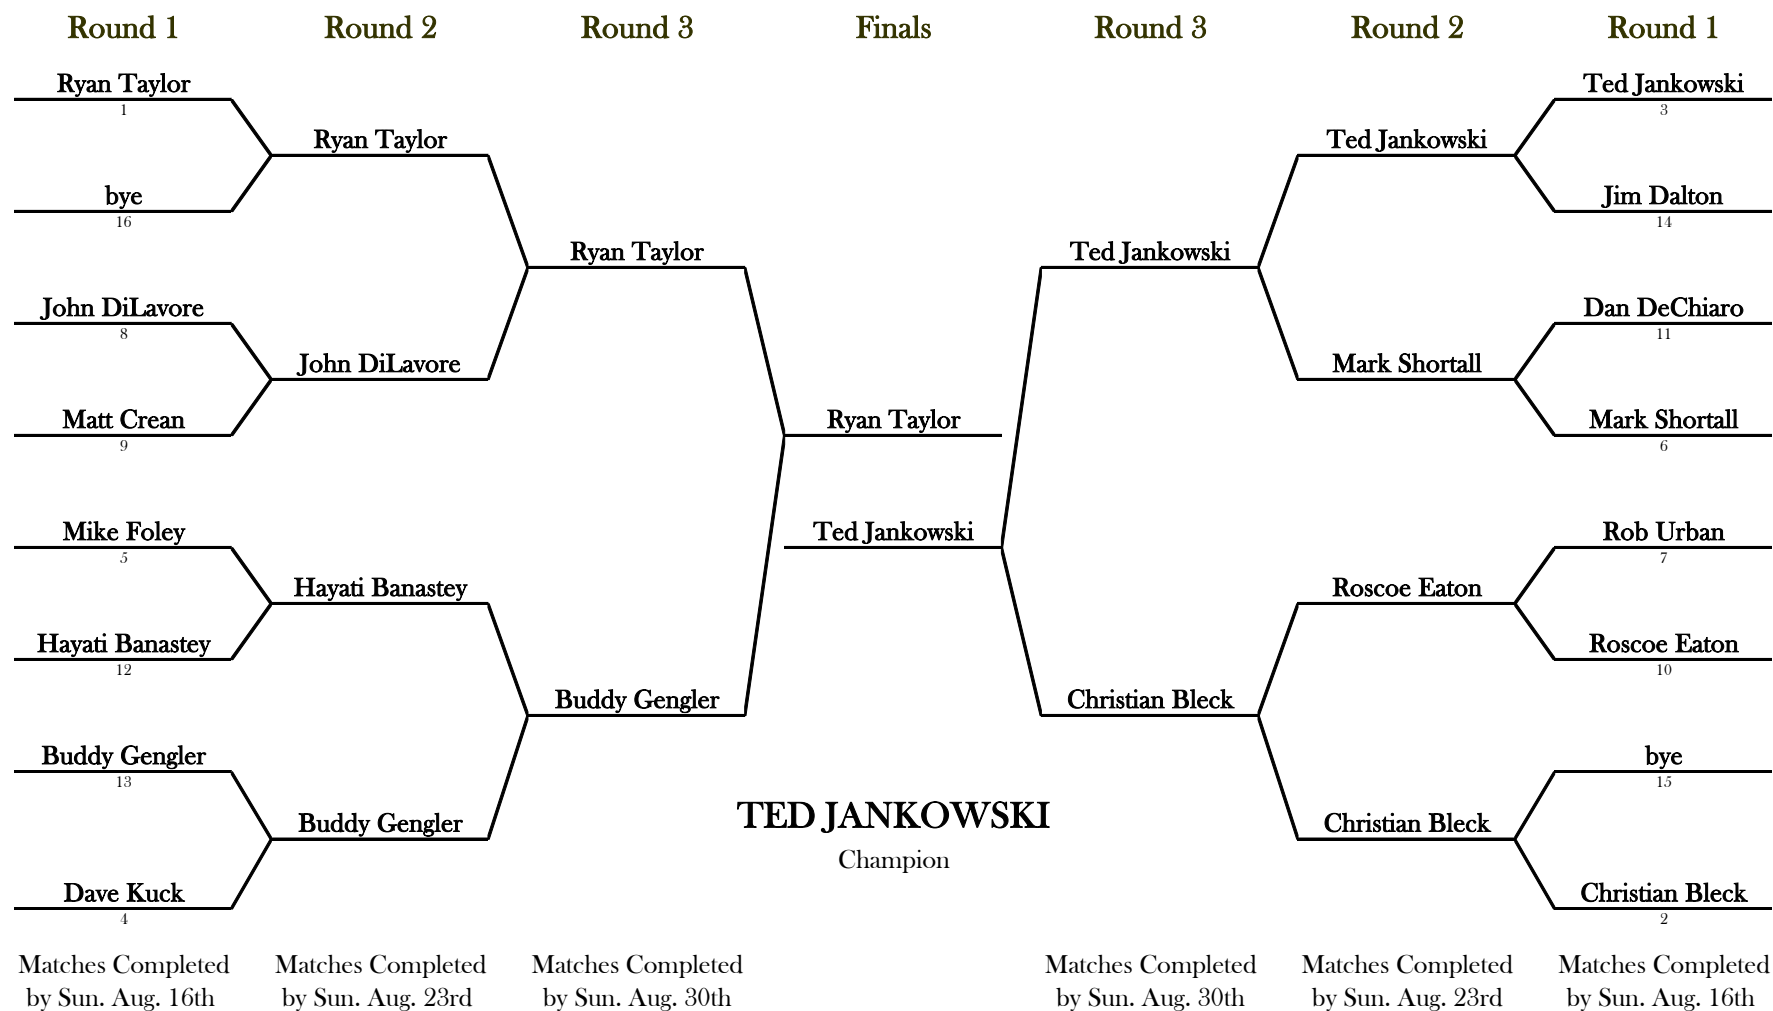 Round 1
Round 2
Round 3
Finals
Round 3
Round 2
Round 1
Ryan Taylor
1
bye
16
John DiLavore
8
Matt Crean
9
Mike Foley
5
Hayati Banastey
12
Buddy Gengler
13
Dave Kuck
4
Ryan Taylor
John DiLavore
Hayati Banastey
Buddy Gengler
Ryan Taylor
Buddy Gengler
Ryan Taylor
Ted Jankowski
TED JANKOWSKI
Champion
Ted Jankowski
Christian Bleck
Ted Jankowski
Mark Shortall
Roscoe Eaton
Christian Bleck
Ted Jankowski
3
Jim Dalton
14
Dan DeChiaro
11
Mark Shortall
6
Rob Urban
7
Roscoe Eaton
10
bye
15
Christian Bleck
2
Matches Completed
by Sun. Aug. 16th
Matches Completed
by Sun. Aug. 23rd
Matches Completed
by Sun. Aug. 30th
Matches Completed
by Sun. Aug. 30th
Matches Completed
by Sun. Aug. 23rd
Matches Completed
by Sun. Aug. 16th